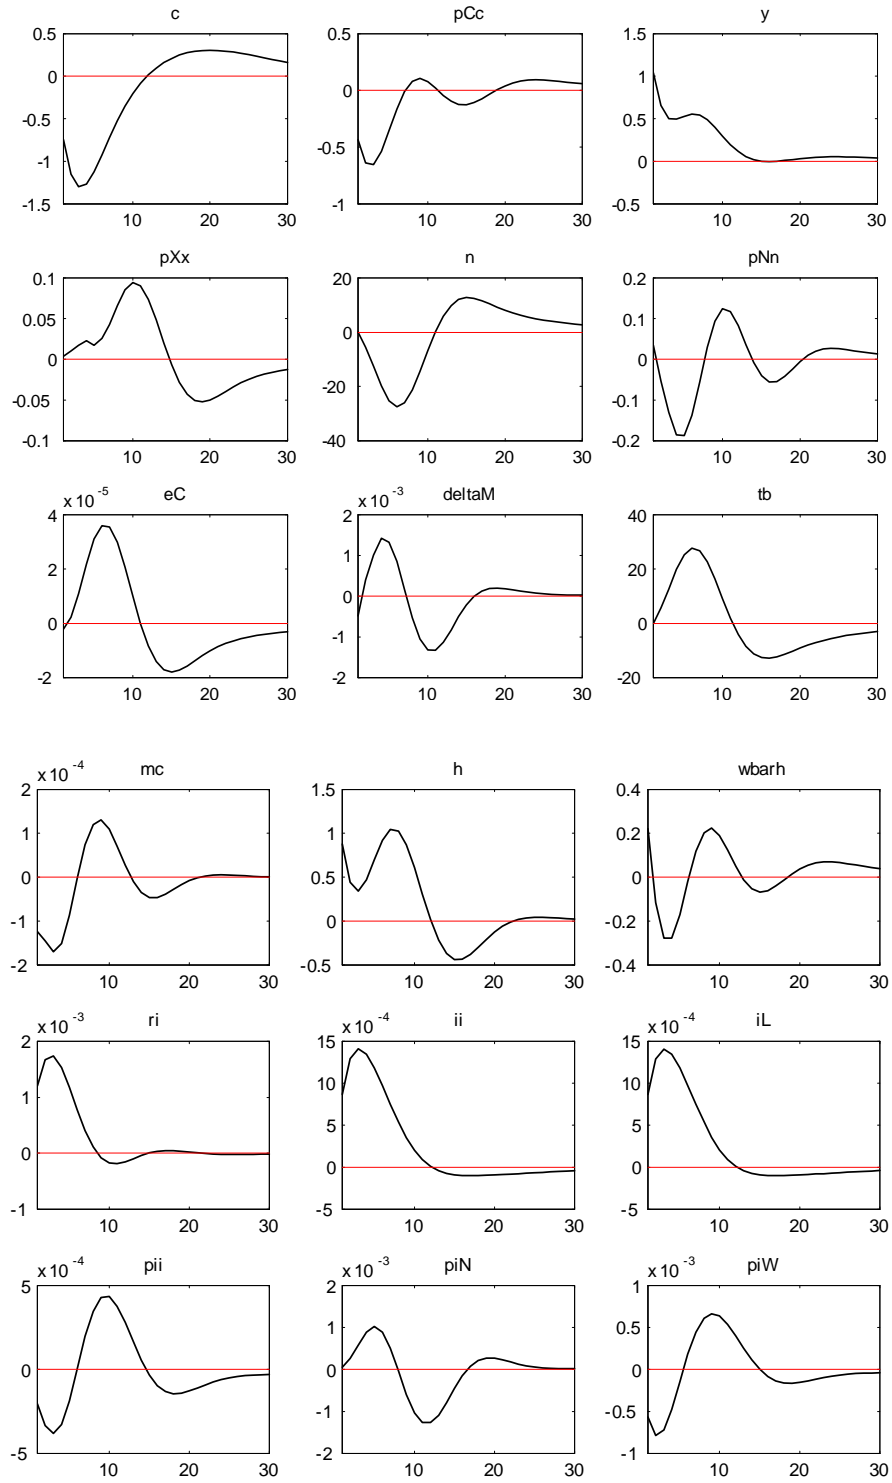 c pCc y
0.5 0.5 1.5
0 0 1
-0.5 -0.5 0.5
-1 -1 0
-1.5 -0.5
10 20 30 10 20 30 10 20 30
pXx n pNn
0.1 20 0.2
0.05 0 0.1
0 -20 0
-0.05 -40 -0.1
-0.1 -0.2
10 20 30 10 20 30 10 20 30
x 10 -5 eC x 10 -3 deltaM tb
4 2 40
2 1 20
0 0 0
-2 -1 -20
-2
10 20 30 10 20 30 10 20 30
x 10 -4 mc h wbarh
2 1.5 0.4
1 1 0.2
0 0.5 0
-1 0 -0.2
-2 -0.5 -0.4
10 20 30 10 20 30 10 20 30
x 10 -3 ri x 10 -4 ii x 10 -4 iL
2 15 15
1 10 10
0 5 5
-1 0 0
-5 -5
10 20 30 10 20 30 10 20 30
x 10 -4 pii x 10 -3 piN x 10 -3 piW
5 2 1
0 1 0.5
-5 0 0
-1 -0.5
-2 -1
10 20 30 10 20 30 10 20 30